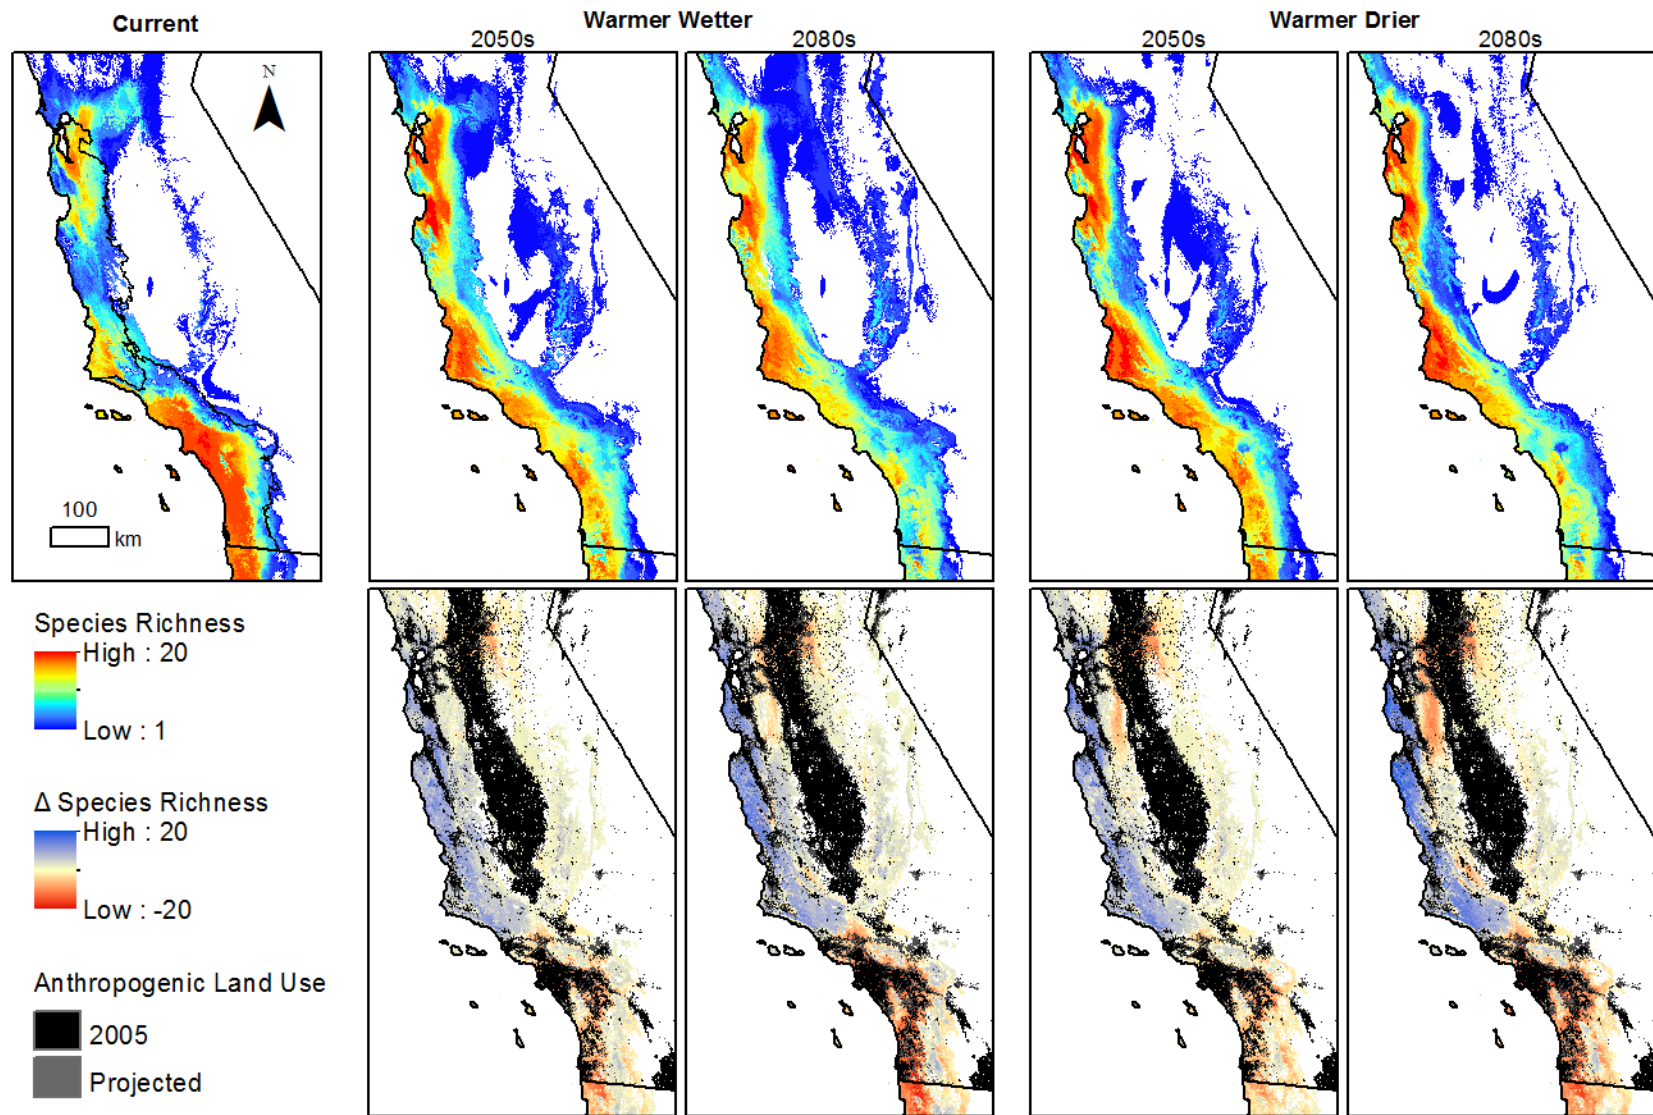 Current
Warmer Wetter
Warmer Drier
2050s
2080s
2050s
2080s
N
100
km
Species Richness
High : 20
Low : 1
Δ Species Richness
High : 20
Low : -20
Anthropogenic Land Use
2005
Projected